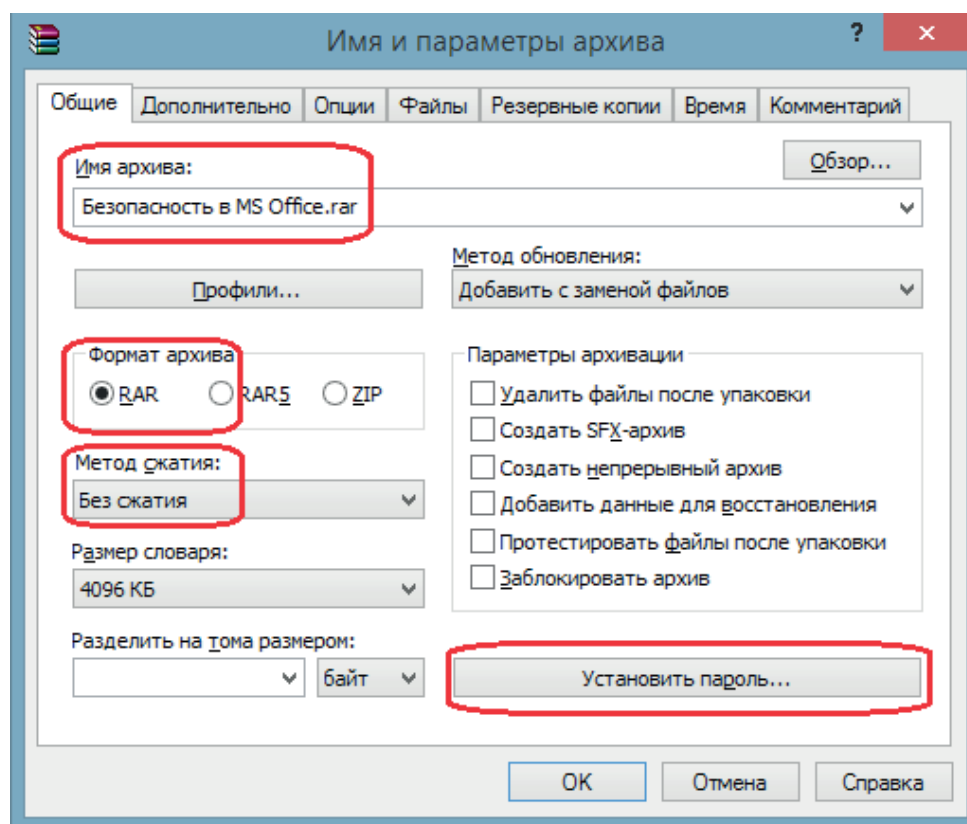 Имя и параметры архива
?
Общие Дополнительно Опции Файлы Резервные копии Время Комментарий
Имя архива:
Обзор...
Безопасность в MS Office.rar
Метод обновления:
Профили...
Добавить с заменой файлов
Формат архива
RAR RAR5 ZIP
Метод сжатия:
Без сжатия
Размер словаря:
4096 КБ
Разделить на тома размером:
байт
Параметры архивации
Удалить файлы после упаковки
Создать SFX-архив
Создать непрерывный архив
Добавить данные для восстановления
Протестировать файлы после упаковки
Заблокировать архив
Установить пароль...
ОК Отмена Справка